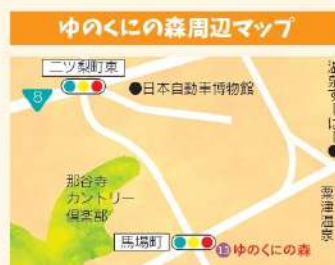 ゆのくにの森周辺マップ
二ツ梨町東
8
●日本自動車博物館
那谷寺
カントリー
倶楽部
馬場町
⑬ゆのくにの森
粟津温泉